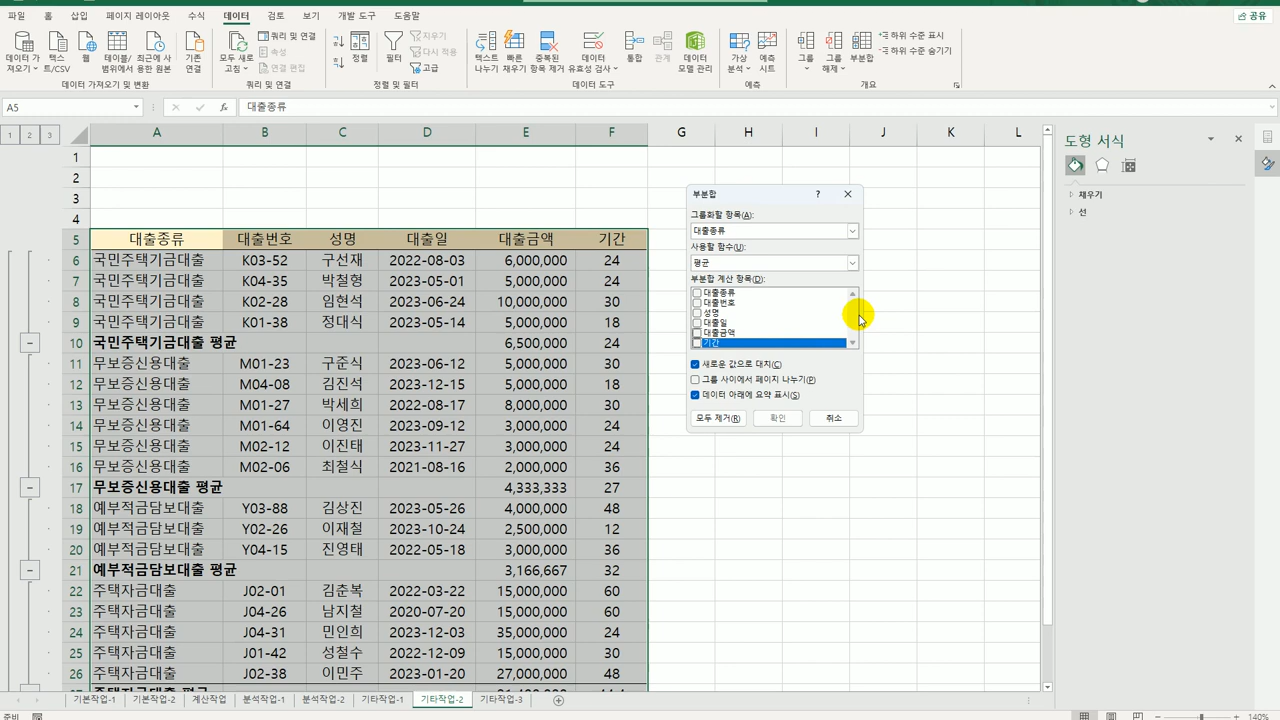 파일 홈 삽입 페이지 레이아웃 수식 데이터 검토 보기 개발 도구 도움말 공유
데이터 가져오기 텍스트/CSV 웹 테이블/범위에서 최근에 사용한 원본 기존 연결
데이터 가져오기 및 변환
모두 새로 고침 쿼리 및 연결 속성 연결 편집
쿼리 및 연결
정렬 필터 지우기 다시 적용 고급
정렬 및 필터
텍스트 나누기 빠른 채우기 중복된 항목 제거 데이터 유효성 검사 통합 관계 데이터 모델 관리
데이터 도구
가상 분석 예측 시트
예측
그룹 그룹 해제 부분합 하위 수준 표시 하위 수준 숨기기
개요
A5 fx 대출종류
1 2 3
A B C D E F G H I J K L
1
2
3
4
5 대출종류 대출번호 성명 대출일 대출금액 기간
6 국민주택기금대출 K03-52 구선재 2022-08-03 6,000,000 24
7 국민주택기금대출 K04-35 박철형 2023-05-01 5,000,000 24
8 국민주택기금대출 K02-28 임현석 2023-06-24 10,000,000 30
9 국민주택기금대출 K01-38 정대식 2023-05-14 5,000,000 18
10 국민주택기금대출 평균 6,500,000 24
11 무보증신용대출 M01-23 구준식 2023-06-12 5,000,000 30
12 무보증신용대출 M04-08 김진석 2023-12-15 5,000,000 18
13 무보증신용대출 M01-27 박세희 2022-08-17 8,000,000 30
14 무보증신용대출 M01-64 이영진 2023-09-12 3,000,000 24
15 무보증신용대출 M02-12 이진태 2023-11-27 3,000,000 24
16 무보증신용대출 M02-06 최철식 2021-08-16 2,000,000 36
17 무보증신용대출 평균 4,333,333 27
18 예부적금담보대출 Y03-88 김상진 2023-05-26 4,000,000 48
19 예부적금담보대출 Y02-26 이재철 2023-10-24 2,500,000 12
20 예부적금담보대출 Y04-15 진영태 2022-05-18 3,000,000 36
21 예부적금담보대출 평균 3,166,667 32
22 주택자금대출 J02-01 김춘복 2022-03-22 15,000,000 60
23 주택자금대출 J04-26 남지철 2020-07-20 15,000,000 60
24 주택자금대출 J04-31 민인희 2023-12-03 35,000,000 24
25 주택자금대출 J01-42 성철수 2022-12-09 15,000,000 30
26 주택자금대출 J02-38 이민주 2023-01-20 27,000,000 48
부분합 ?
그룹화할 항목(A):
대출종류
사용할 함수(U):
평균
부분합 계산 항목(D):
대출종류
대출번호
성명
대출일
대출금액
기간
새로운 값으로 대치(C)
그룹 사이에서 페이지 나누기(P)
데이터 아래에 요약 표시(S)
모두 제거(R) 확인 취소
도형 서식
채우기
선
기본작업-1 기본작업-2 계산작업 분석작업-1 분석작업-2 기타작업-1 기타작업-2 기타작업-3
준비 140%